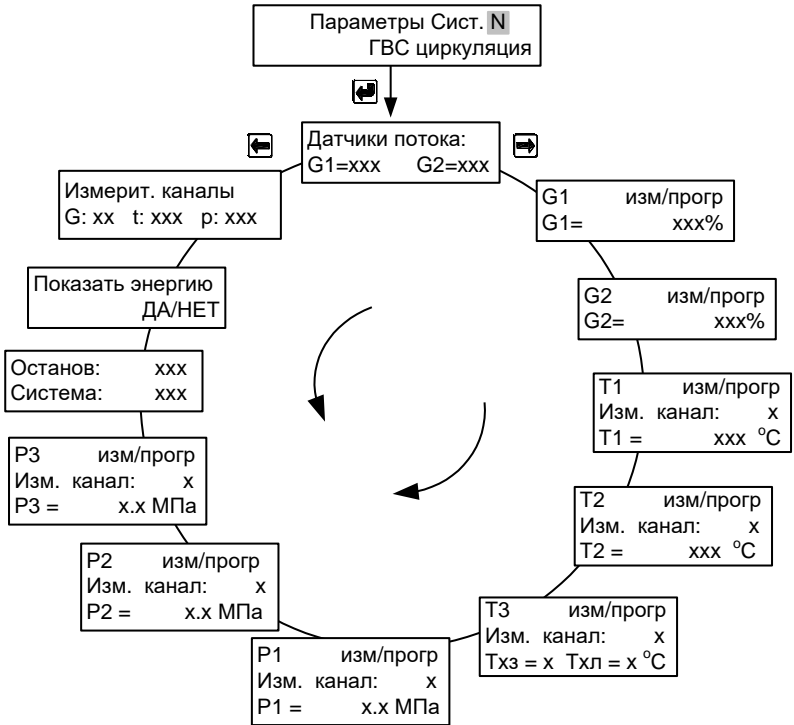 Параметры Сист. N
ГВС циркуляция
Датчики потока:
G1=xxx G2=xxx
G1 изм/прогр
G1= xxx%
G2 изм/прогр
G2= xxx%
T1 изм/прогр
Изм. канал: x
T1 = xxx °C
T2 изм/прогр
Изм. канал: x
T2 = xxx °C
T3 изм/прогр
Изм. канал: x
Тхз = x Тхл = x °C
P1 изм/прогр
Изм. канал: x
P1 = x.x МПа
P2 изм/прогр
Изм. канал: x
P2 = x.x МПа
P3 изм/прогр
Изм. канал: x
P3 = x.x МПа
Останов: xxx
Система: xxx
Показать энергию
ДА/НЕТ
Измерит. каналы
G: xx t: xxx p: xxx